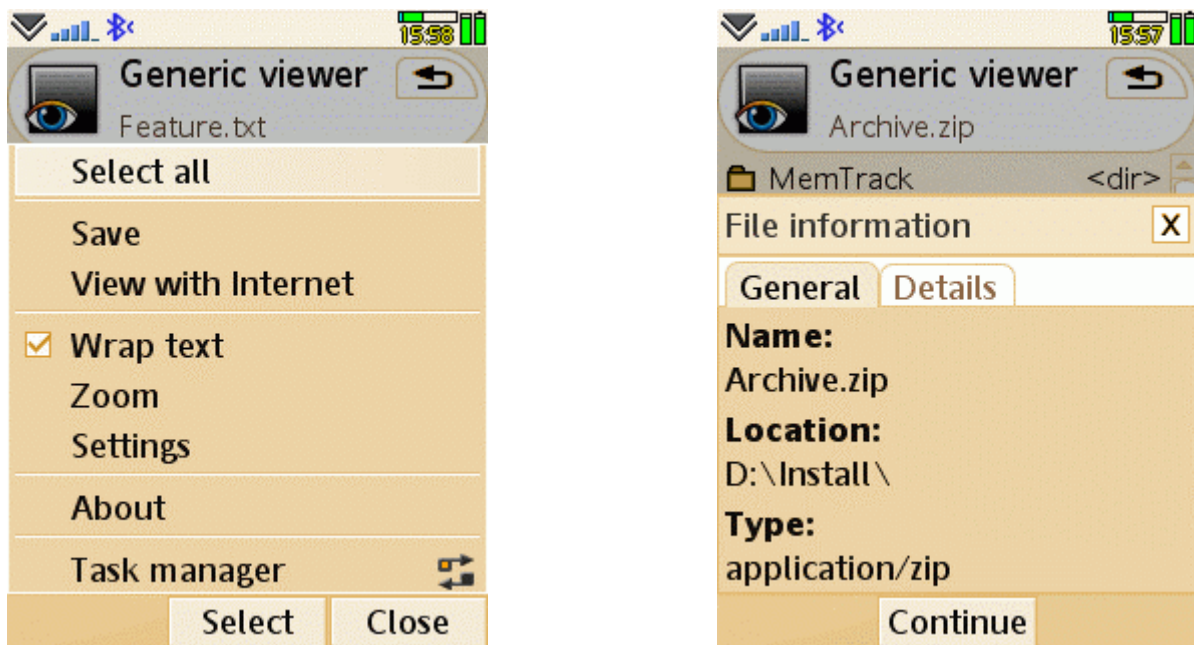 15:58
Generic viewer
Feature.txt
Select all
Save
View with Internet
Wrap text
Zoom
Settings
About
Task manager
Select Close
15:57
Generic viewer
Archive.zip
MemTrack <dir>
File information X
General Details
Name:
Archive.zip
Location:
D:\Install\
Type:
application/zip
Continue